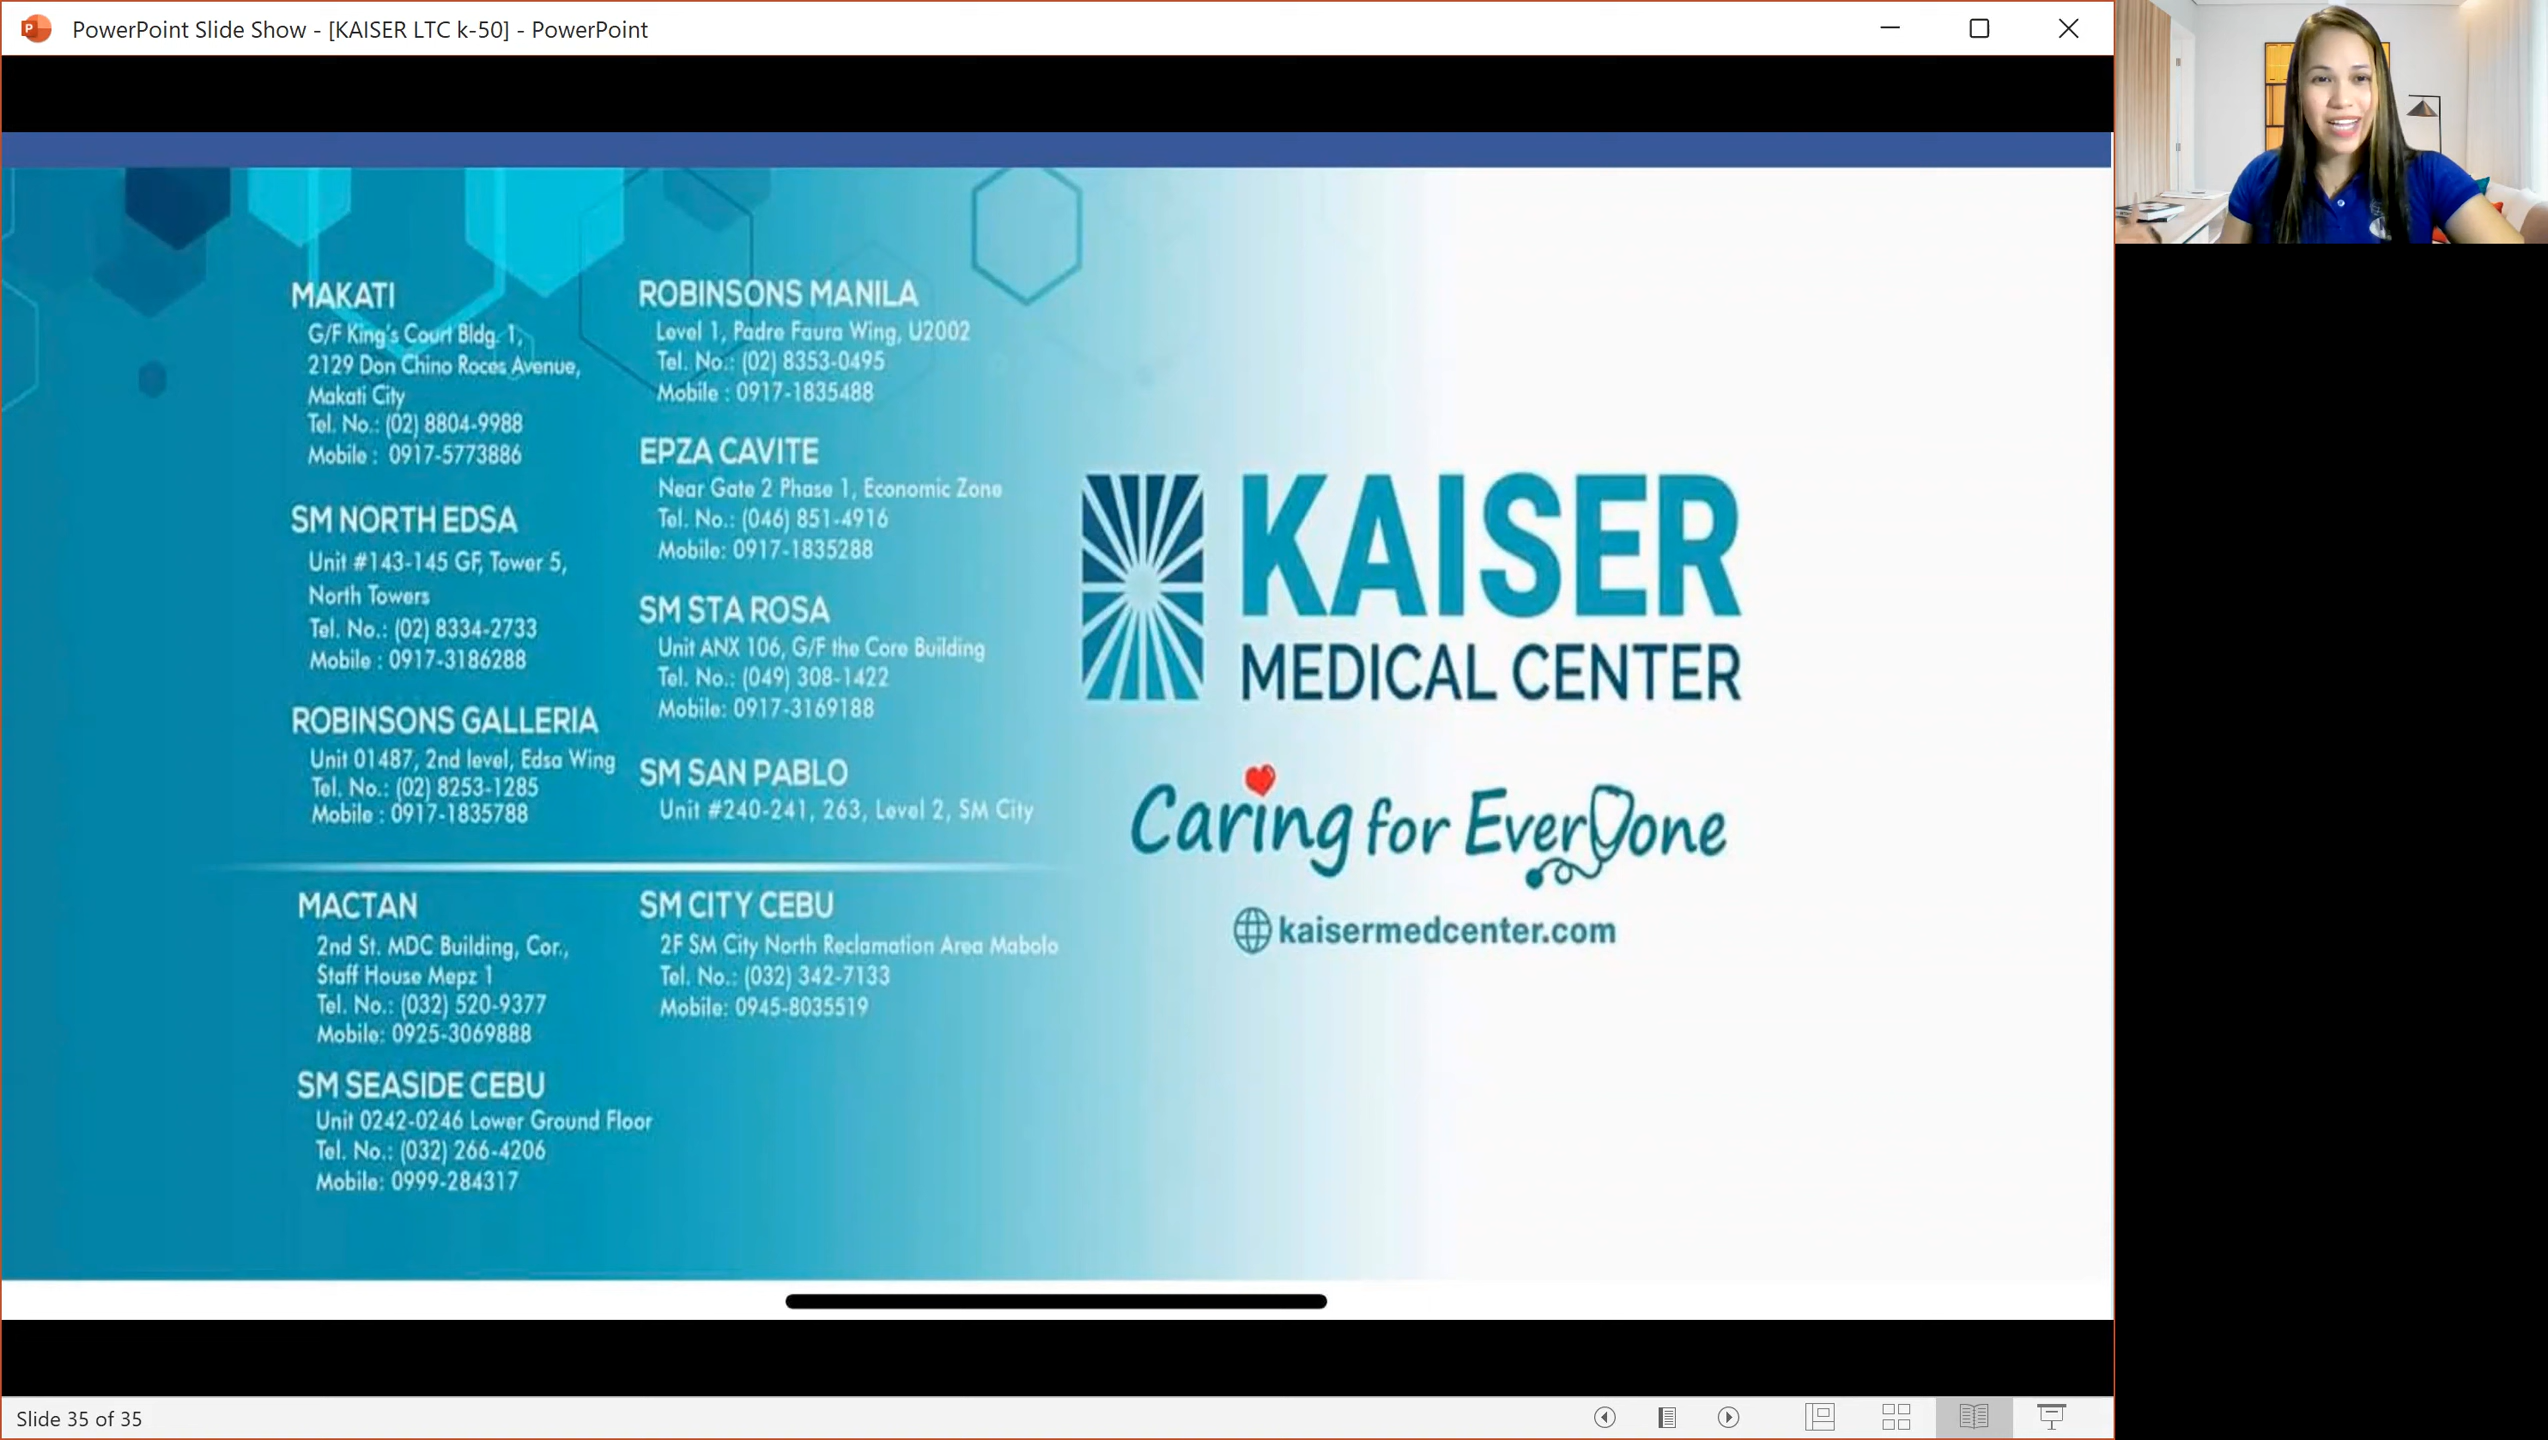 PowerPoint Slide Show - [KAISER LTC k-50] - PowerPoint
MAKATI
G/F King's Court Bldg. 1,
2129 Don Chino Roces Avenue,
Makati City
Tel. No.: (02) 8804-9988
Mobile : 0917-5773886
SM NORTH EDSA
Unit #143-145 GF, Tower 5,
North Towers
Tel. No.: (02) 8334-2733
Mobile : 0917-3186288
ROBINSONS GALLERIA
Unit 01487, 2nd level, Edsa Wing
Tel. No.: (02) 8253-1285
Mobile : 0917-1835788
ROBINSONS MANILA
Level 1, Padre Faura Wing, U2002
Tel. No.: (02) 8353-0495
Mobile : 0917-1835488
EPZA CAVITE
Near Gate 2 Phase 1, Economic Zone
Tel. No.: (046) 851-4916
Mobile: 0917-1835288
SM STA ROSA
Unit ANX 106, G/F the Core Building
Tel. No.: (049) 308-1422
Mobile: 0917-3169188
SM SAN PABLO
Unit #240-241, 263, Level 2, SM City
MACTAN
2nd St. MDC Building, Cor.,
Staff House Mepz 1
Tel. No.: (032) 520-9377
Mobile: 0925-3069888
SM SEASIDE CEBU
Unit 0242-0246 Lower Ground Floor
Tel. No.: (032) 266-4206
Mobile: 0999-284317
SM CITY CEBU
2F SM City North Reclamation Area Mabolo
Tel. No.: (032) 342-7133
Mobile: 0945-8035519
KAISER
MEDICAL CENTER
Caring for Everyone
kaisermedcenter.com
Slide 35 of 35